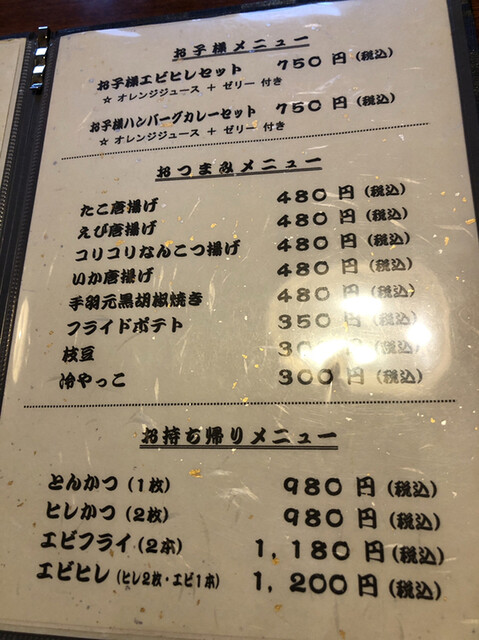 お子様メニュー
お子様エビヒレセット 750円(税込)
☆ オレンジジュース + ゼリー 付き
お子様ハンバーグカレーセット 750円(税込)
☆ オレンジジュース + ゼリー 付き
おつまみメニュー
たこ唐揚げ 480円(税込)
えび唐揚げ 480円(税込)
コリコリなんこつ揚げ 480円(税込)
いか唐揚げ 480円(税込)
手羽元黒胡椒焼き 480円(税込)
フライドポテト 350円(税込)
枝豆 円(税込)
冷やっこ 300円(税込)
お持ち帰りメニュー
とんかつ(1枚) 980円(税込)
ヒレかつ(2枚) 980円(税込)
エビフライ(2本) 1,180円(税込)
エビヒレ(ヒレ2枚・エビ1本) 1,200円(税込)